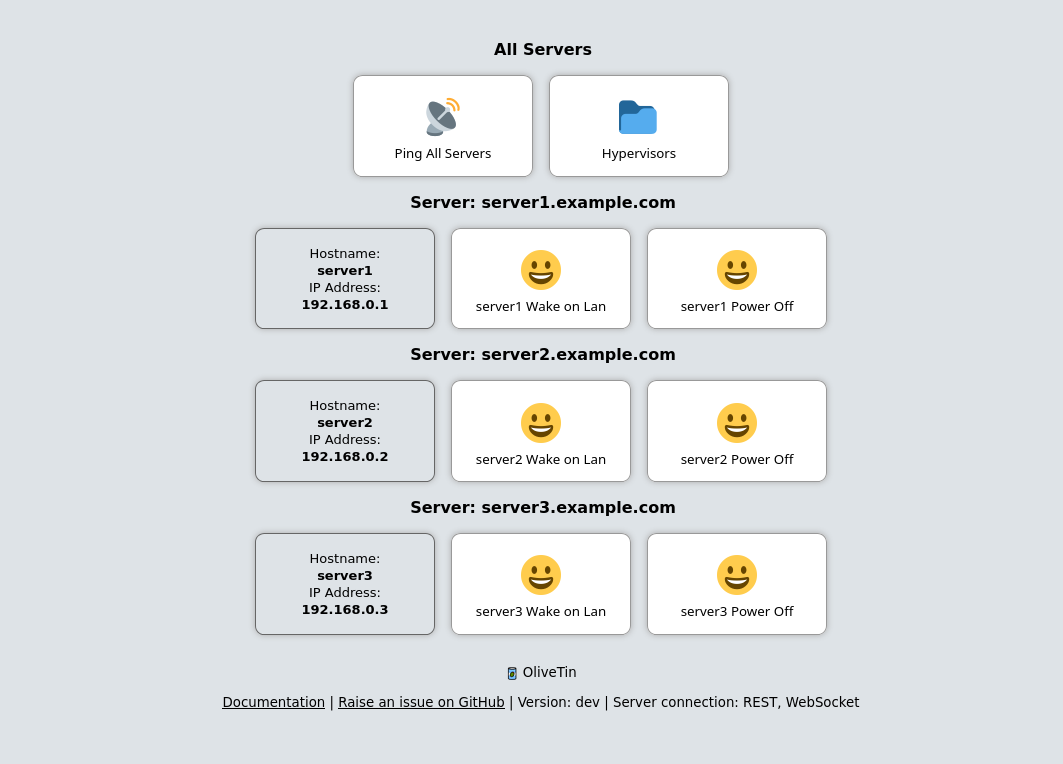 All Servers
Ping All Servers
Hypervisors
Server: server1.example.com
Hostname:
server1
IP Address:
192.168.0.1
server1 Wake on Lan
server1 Power Off
Server: server2.example.com
Hostname:
server2
IP Address:
192.168.0.2
server2 Wake on Lan
server2 Power Off
Server: server3.example.com
Hostname:
server3
IP Address:
192.168.0.3
server3 Wake on Lan
server3 Power Off
OliveTin
Documentation | Raise an issue on GitHub | Version: dev | Server connection: REST, WebSocket